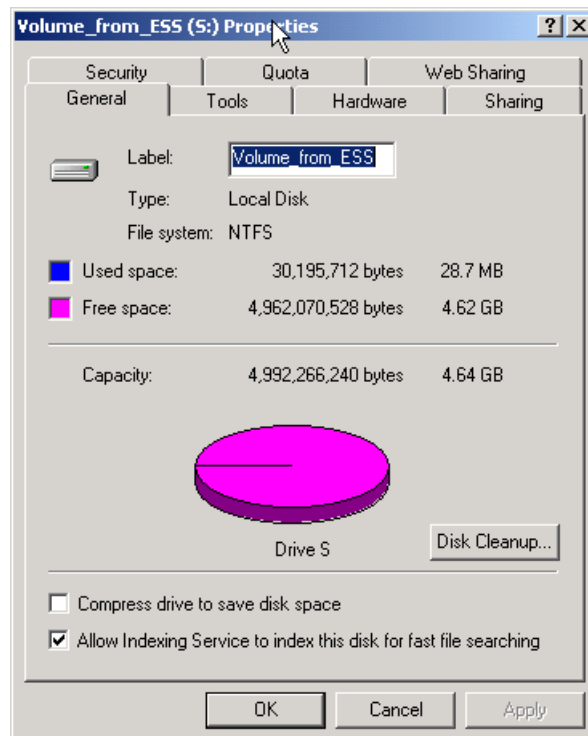 Volume_from_ESS (S:) Properties
Security Quota Web Sharing
General Tools Hardware Sharing
Label: Volume_from_ESS
Type: Local Disk
File system: NTFS
Used space: 30,195,712 bytes 28.7 MB
Free space: 4,962,070,528 bytes 4.62 GB
Capacity: 4,992,266,240 bytes 4.64 GB
Drive S
Disk Cleanup...
Compress drive to save disk space
Allow Indexing Service to index this disk for fast file searching
OK Cancel Apply